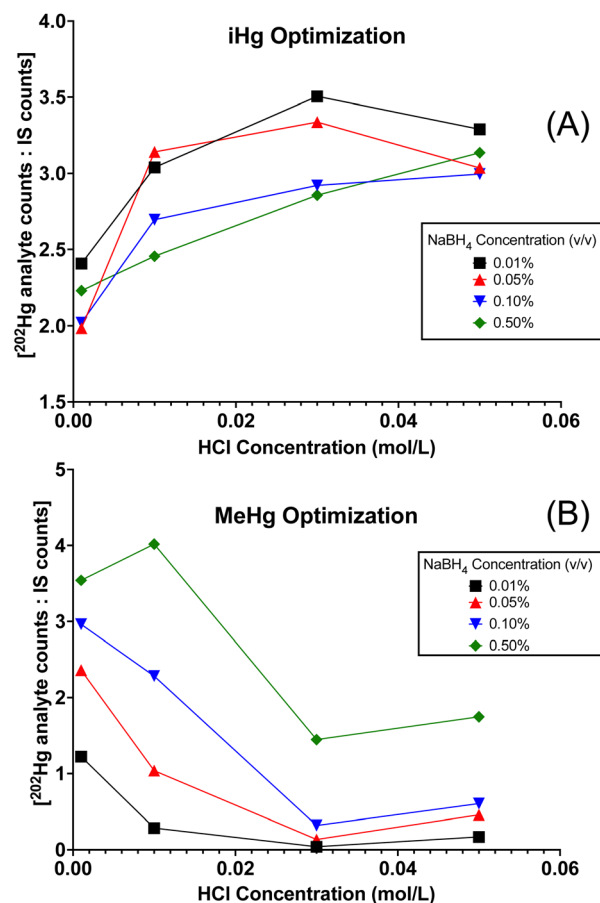 iHg Optimization
(A)
4.0
3.5
3.0
2.5
2.0
1.5
[²⁰²Hg analyte counts : IS counts]
NaBH₄ Concentration (v/v)
0.01%
0.05%
0.10%
0.50%
0.00
0.02
0.04
0.06
HCl Concentration (mol/L)
MeHg Optimization
(B)
5
4
3
2
1
0
[²⁰²Hg analyte counts : IS counts]
NaBH₄ Concentration (v/v)
0.01%
0.05%
0.10%
0.50%
0.00
0.02
0.04
0.06
HCl Concentration (mol/L)